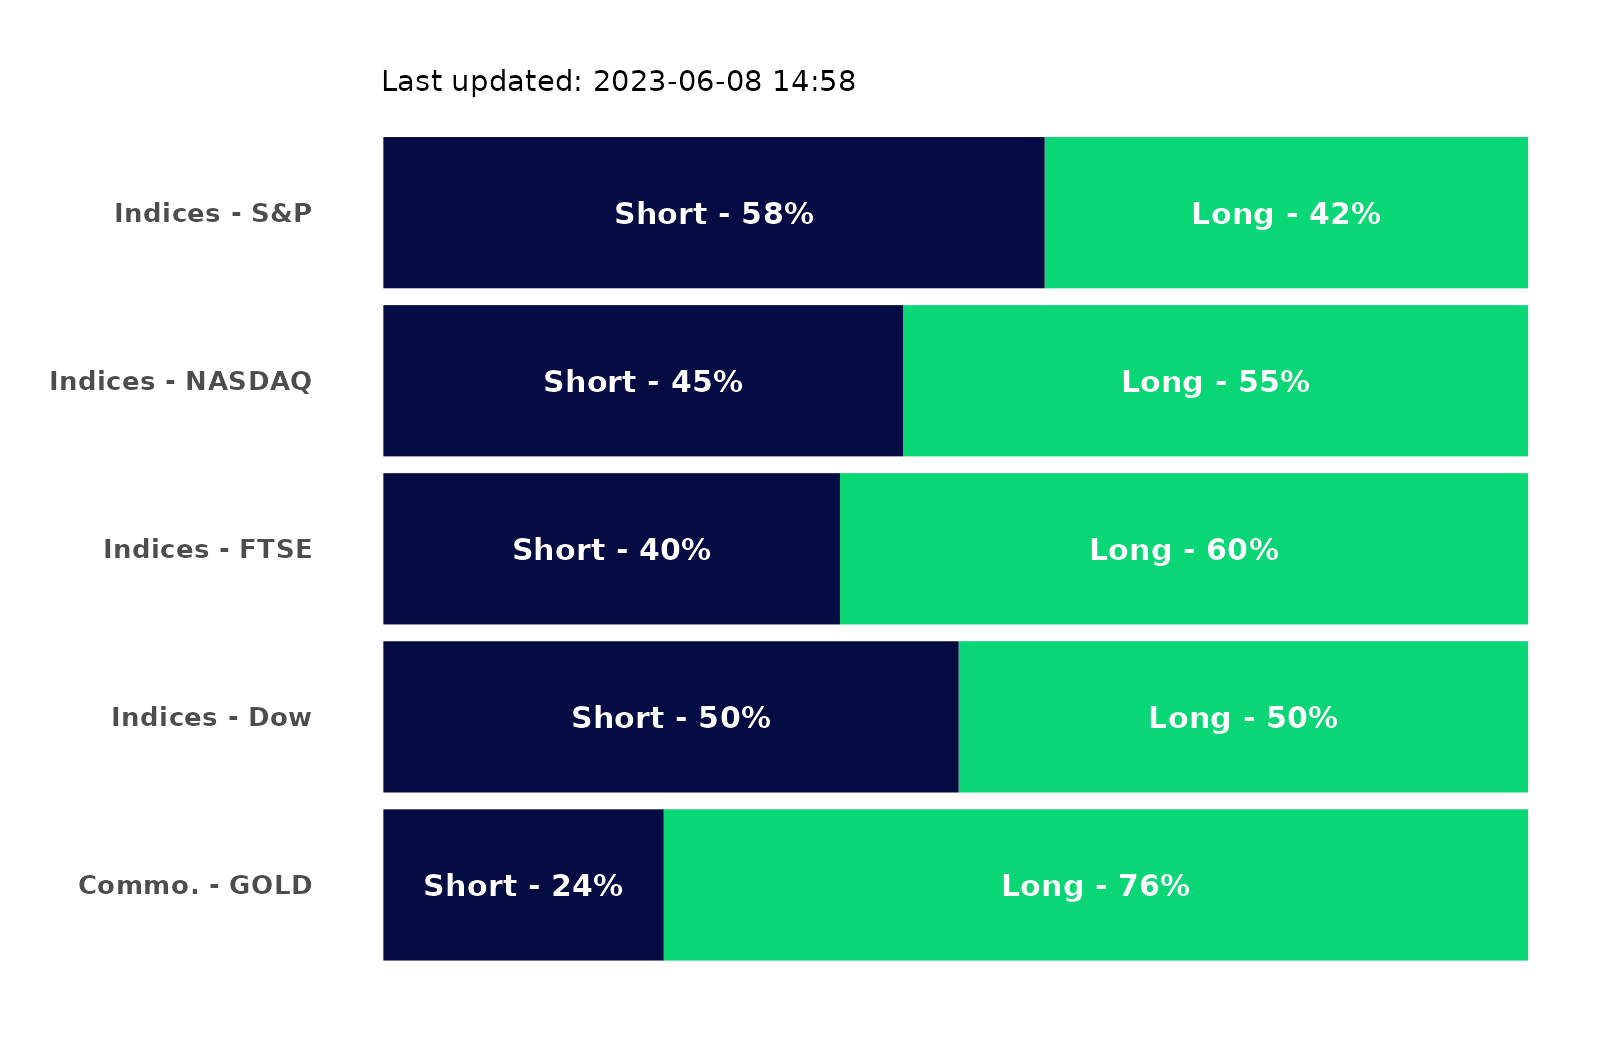 Last updated: 2023-06-08 14:58
Indices - S&P Short - 58% Long - 42%
Indices - NASDAQ Short - 45% Long - 55%
Indices - FTSE Short - 40% Long - 60%
Indices - Dow Short - 50% Long - 50%
Commo. - GOLD Short - 24% Long - 76%